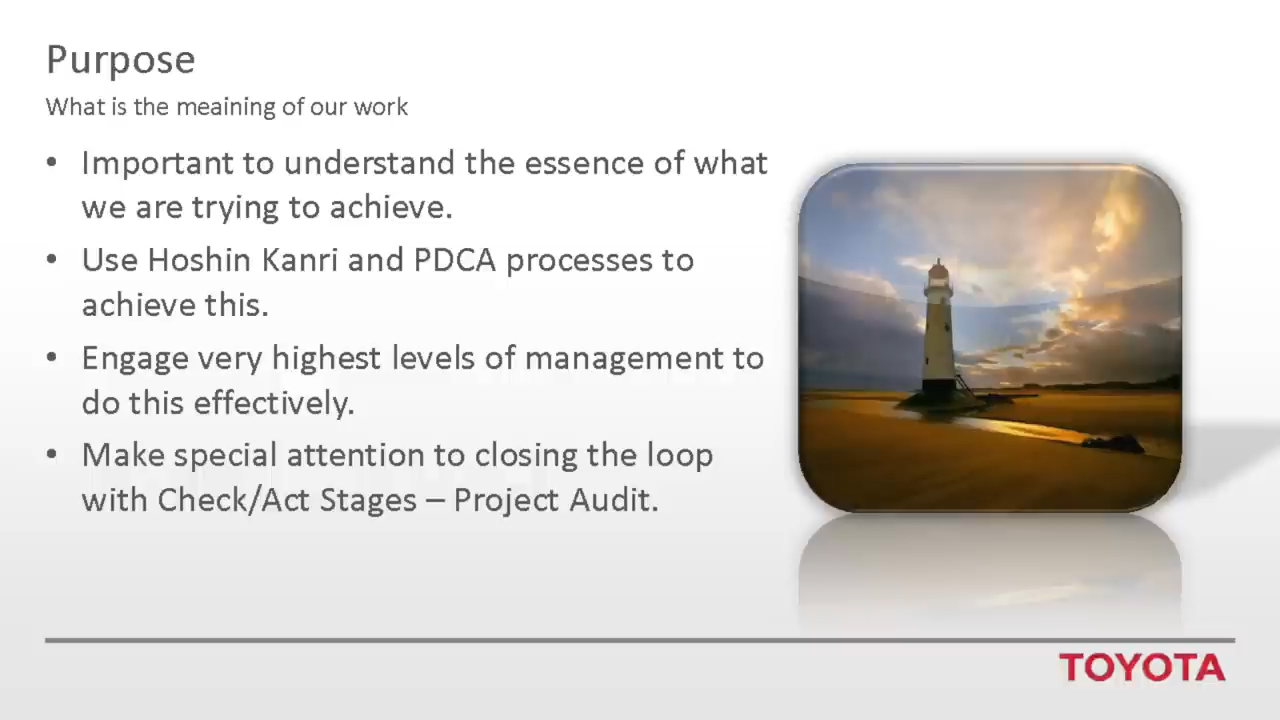 Purpose
What is the meaining of our work
• Important to understand the essence of what
we are trying to achieve.
• Use Hoshin Kanri and PDCA processes to
achieve this.
• Engage very highest levels of management to
do this effectively.
• Make special attention to closing the loop
with Check/Act Stages – Project Audit.
TOYOTA